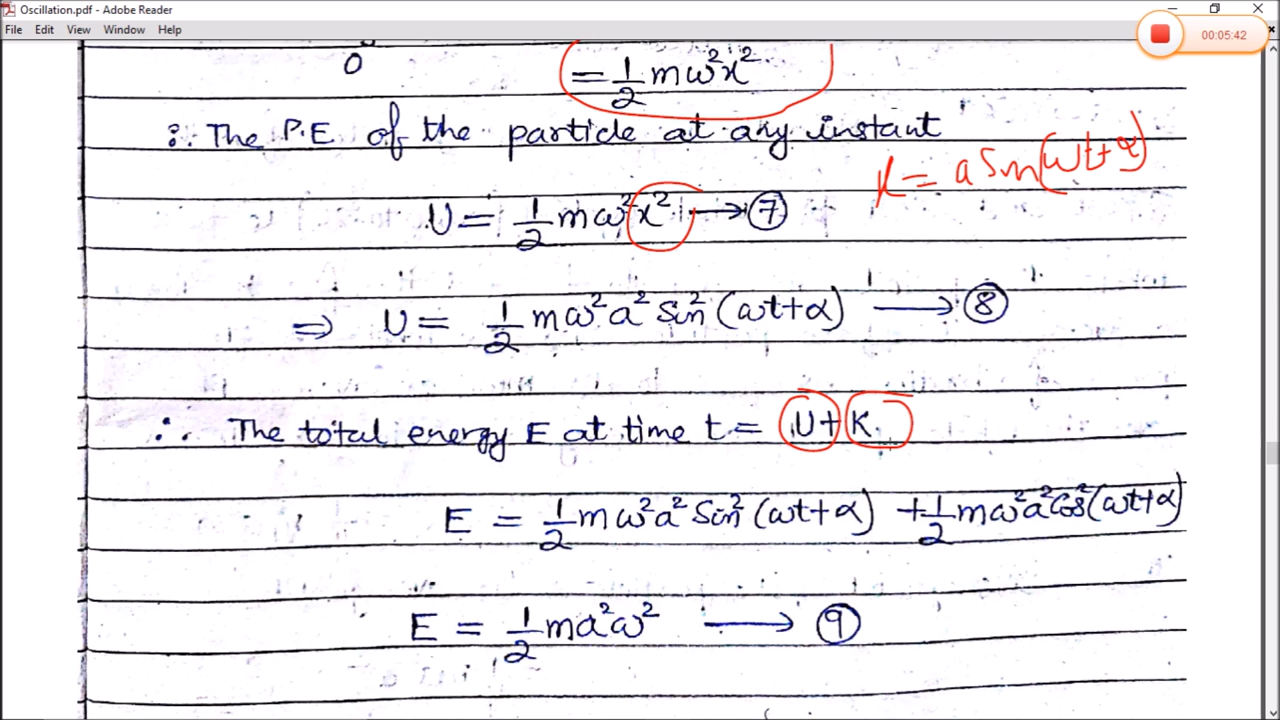 Oscillation.pdf - Adobe Reader
File Edit View Window Help
00:05:42
0
= 1/2 mω²x²
∴ The P.E of the particle at any instant
x = a sin(ωt+α)
U = 1/2 mω²x² → ⑦
⇒ U = 1/2 mω²a² Sin² (ωt+α) → ⑧
∴ The total energy E at time t = U+K.
E = 1/2 mω²a² Sin² (ωt+α) + 1/2 mω²a² Cos² (ωt+α)
E = 1/2 ma²ω² → ⑨